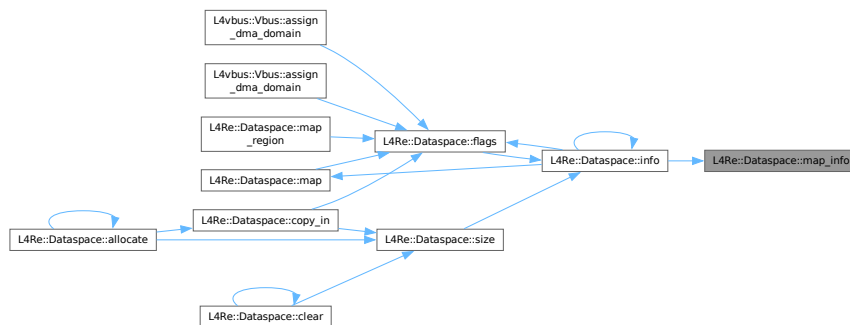 L4vbus::Vbus::assign
_dma_domain
L4vbus::Vbus::assign
_dma_domain
L4Re::Dataspace::map
_region
L4Re::Dataspace::flags
L4Re::Dataspace::info
L4Re::Dataspace::map_info
L4Re::Dataspace::map
L4Re::Dataspace::copy_in
L4Re::Dataspace::allocate
L4Re::Dataspace::size
L4Re::Dataspace::clear